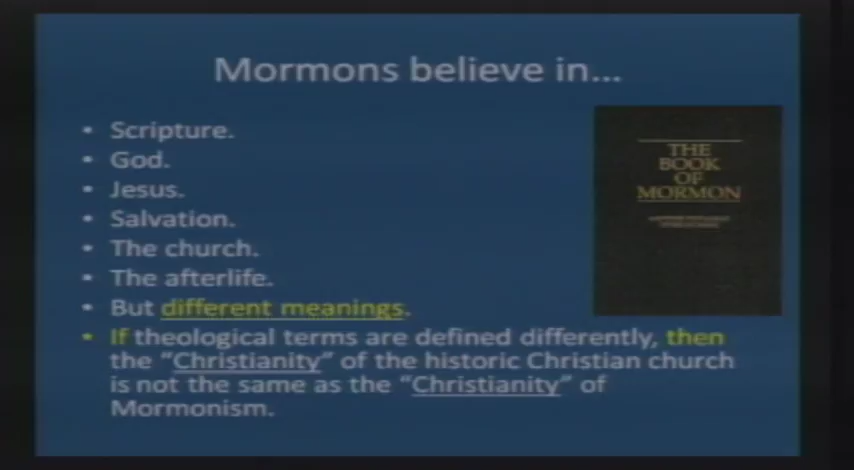 Mormons believe in...
• Scripture.
• God.
• Jesus.
• Salvation.
• The church.
• The afterlife.
• But different meanings.
• If theological terms are defined differently, then
the “Christianity” of the historic Christian church
is not the same as the “Christianity” of
Mormonism.
THE
BOOK
OF
MORMON